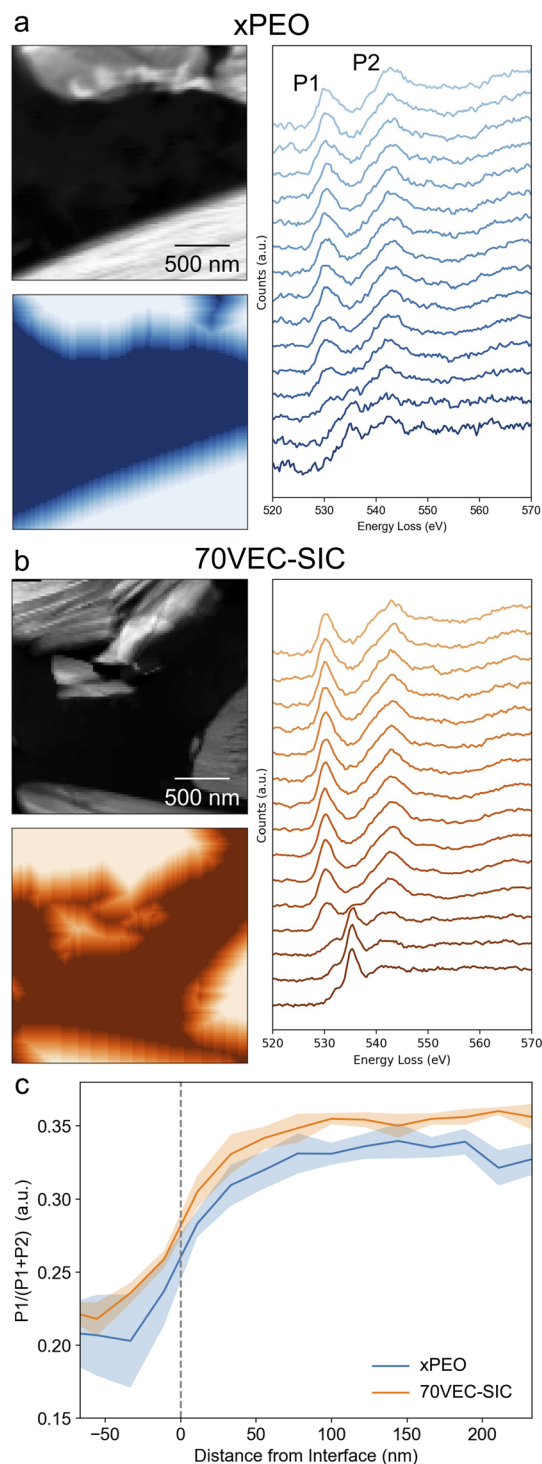 a
xPEO
P1
P2
500 nm
Counts (a.u.)
520 530 540 550 560 570
Energy Loss (eV)
b
70VEC-SIC
500 nm
Counts (a.u.)
520 530 540 550 560 570
Energy Loss (eV)
c
P1/(P1+P2) (a.u.)
0.35
0.30
0.25
0.20
0.15
xPEO
70VEC-SIC
−50 0 50 100 150 200
Distance from Interface (nm)